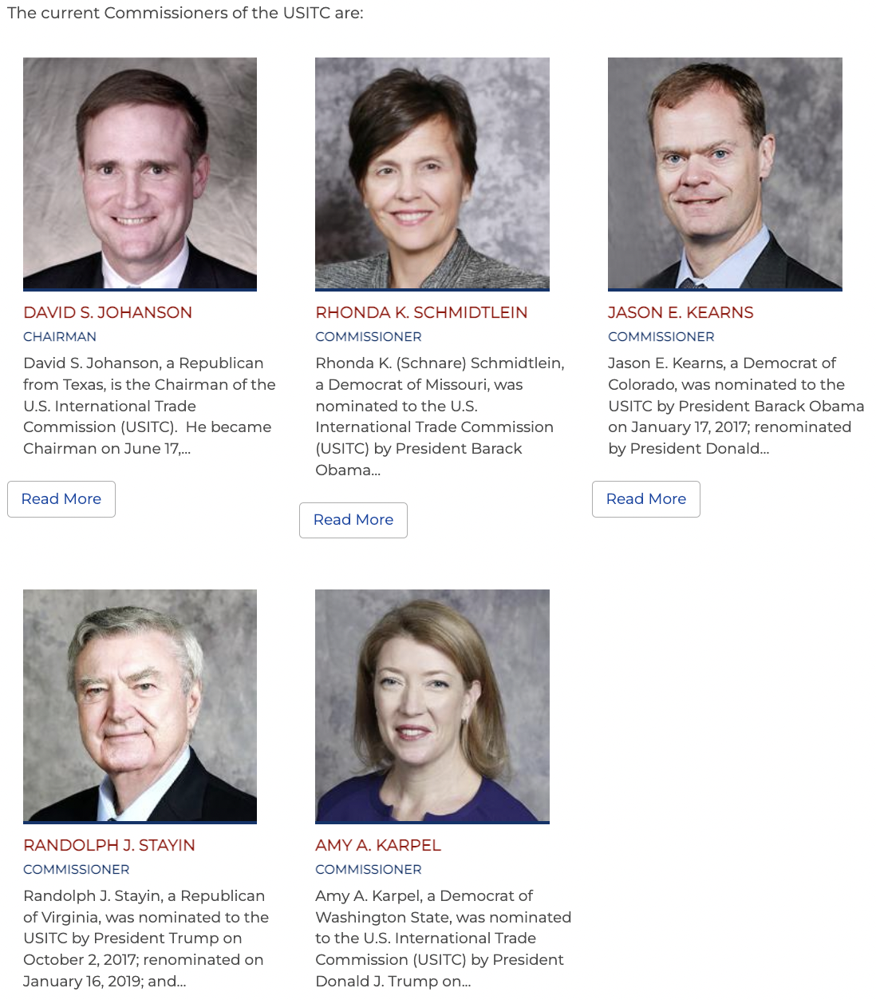 The current Commissioners of the USITC are:
DAVID S. JOHANSON
CHAIRMAN
David S. Johanson, a Republican
from Texas, is the Chairman of the
U.S. International Trade
Commission (USITC).  He became
Chairman on June 17,...
Read More
RHONDA K. SCHMIDTLEIN
COMMISSIONER
Rhonda K. (Schnare) Schmidtlein,
a Democrat of Missouri, was
nominated to the U.S.
International Trade Commission
(USITC) by President Barack
Obama...
Read More
JASON E. KEARNS
COMMISSIONER
Jason E. Kearns, a Democrat of
Colorado, was nominated to the
USITC by President Barack Obama
on January 17, 2017; renominated
by President Donald...
Read More
RANDOLPH J. STAYIN
COMMISSIONER
Randolph J. Stayin, a Republican
of Virginia, was nominated to the
USITC by President Trump on
October 2, 2017; renominated on
January 16, 2019; and...
AMY A. KARPEL
COMMISSIONER
Amy A. Karpel, a Democrat of
Washington State, was nominated
to the U.S. International Trade
Commission (USITC) by President
Donald J. Trump on...